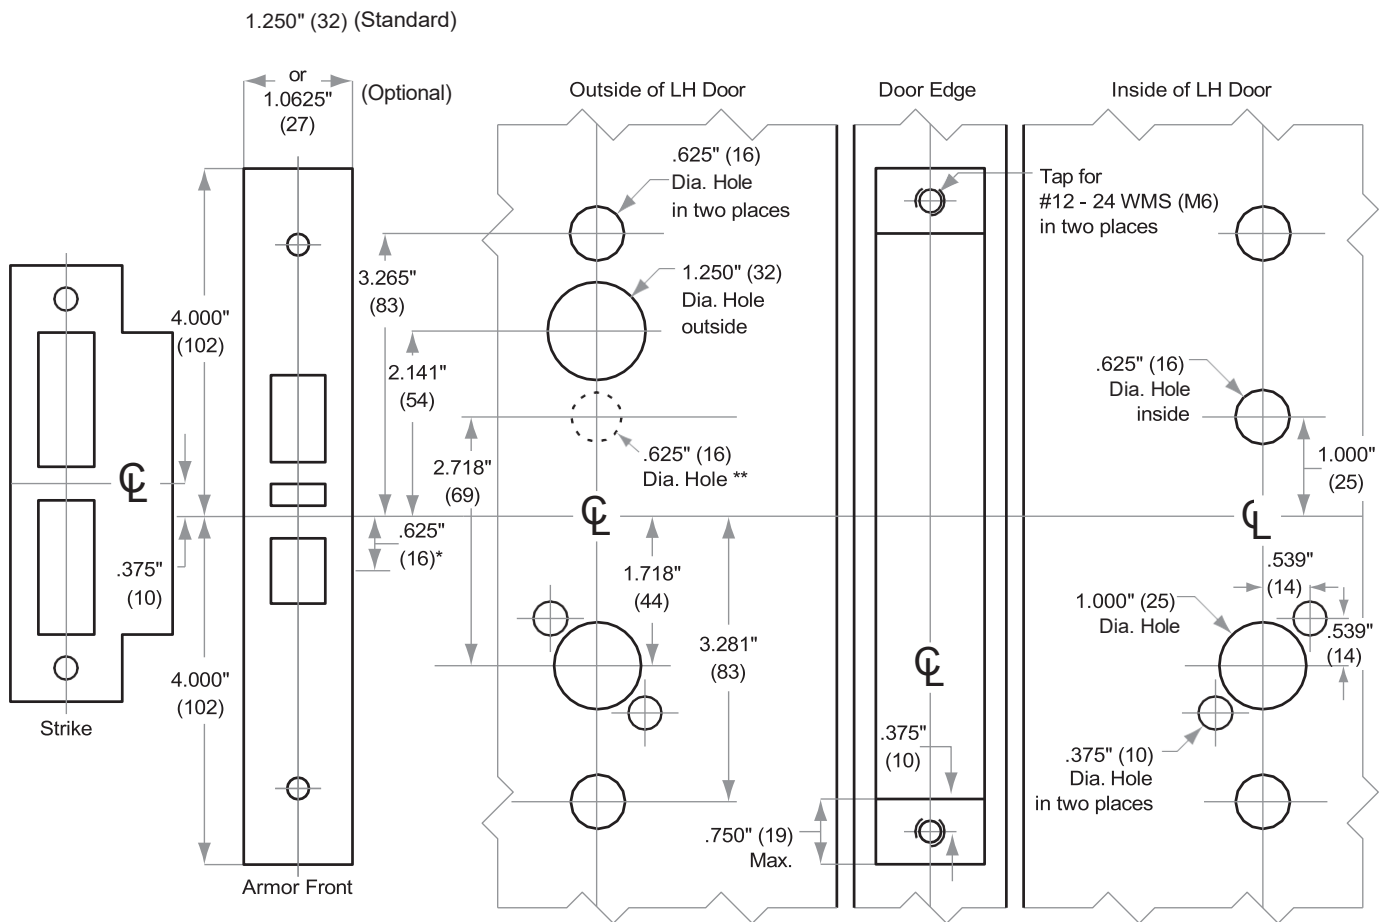 1.250" (32) (Standard)
or
1.0625"
(27)
(Optional)
Outside of LH Door
Door Edge
Inside of LH Door
.625" (16)
Dia. Hole
in two places
Tap for
#12 - 24 WMS (M6)
in two places
3.265"
(83)
1.250" (32)
Dia. Hole
outside
4.000"
(102)
2.141"
(54)
.625" (16)
Dia. Hole
inside
2.718"
(69)
.625" (16)
Dia. Hole **
1.000"
(25)
CL
CL
CL
.625"
(16)*
.375"
(10)
1.718"
(44)
.539"
(14)
1.000" (25)
Dia. Hole
.539"
(14)
3.281"
(83)
CL
4.000"
(102)
Strike
.375"
(10)
.375" (10)
Dia. Hole
in two places
.750" (19)
Max.
Armor Front